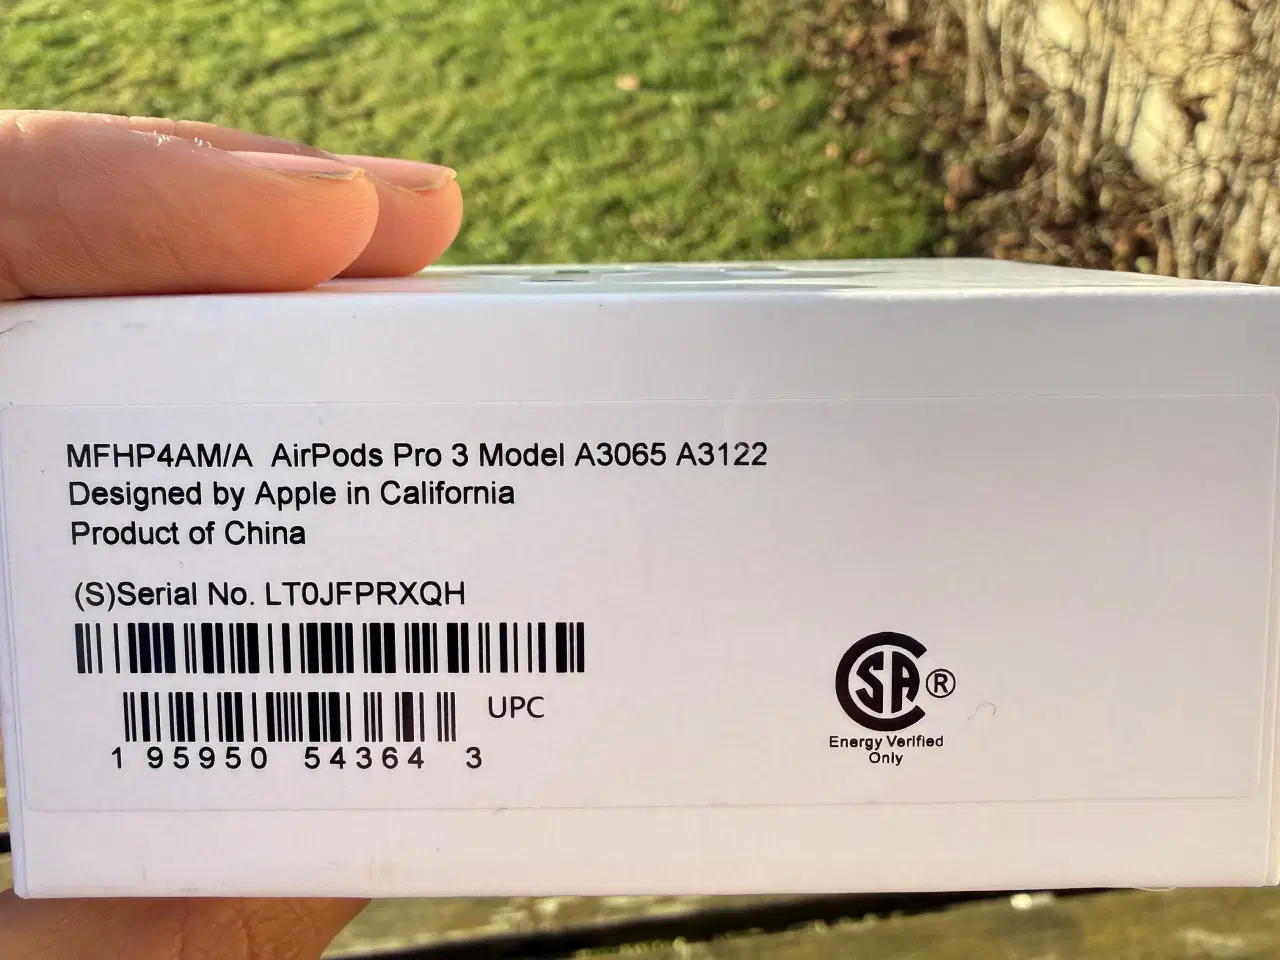 MFHP4AM/A AirPods Pro 3 Model A3065 A3122
Designed by Apple in California
Product of China
(S)Serial No. LT0JFPRXQH
UPC
1 95950 54364 3
SA ®
Energy Verified
Only